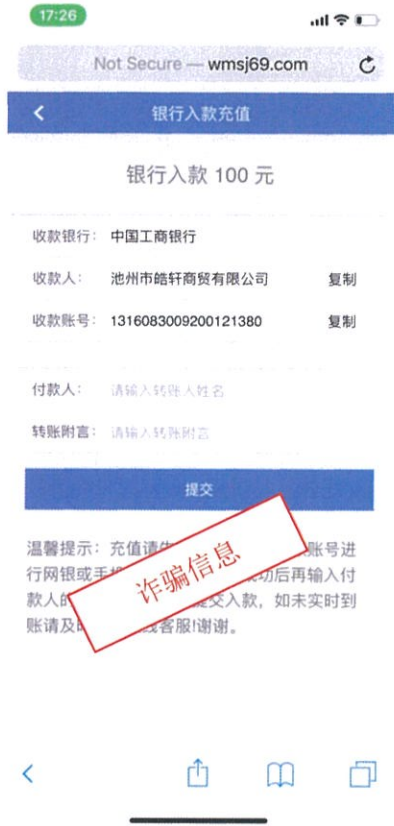 17:26
Not Secure — wmsj69.com
银行入款充值
银行入款 100 元
收款银行: 中国工商银行
收款人: 池州市皓轩商贸有限公司 复制
收款账号: 1316083009200121380 复制
付款人: 请输入转账人姓名
转账附言: 请输入转账附言
提交
温馨提示: 充值请 账号进
行网银或手 功后再输入付
款人 提交入款, 如未实时到
账请及 线客服!谢谢。
诈骗信息